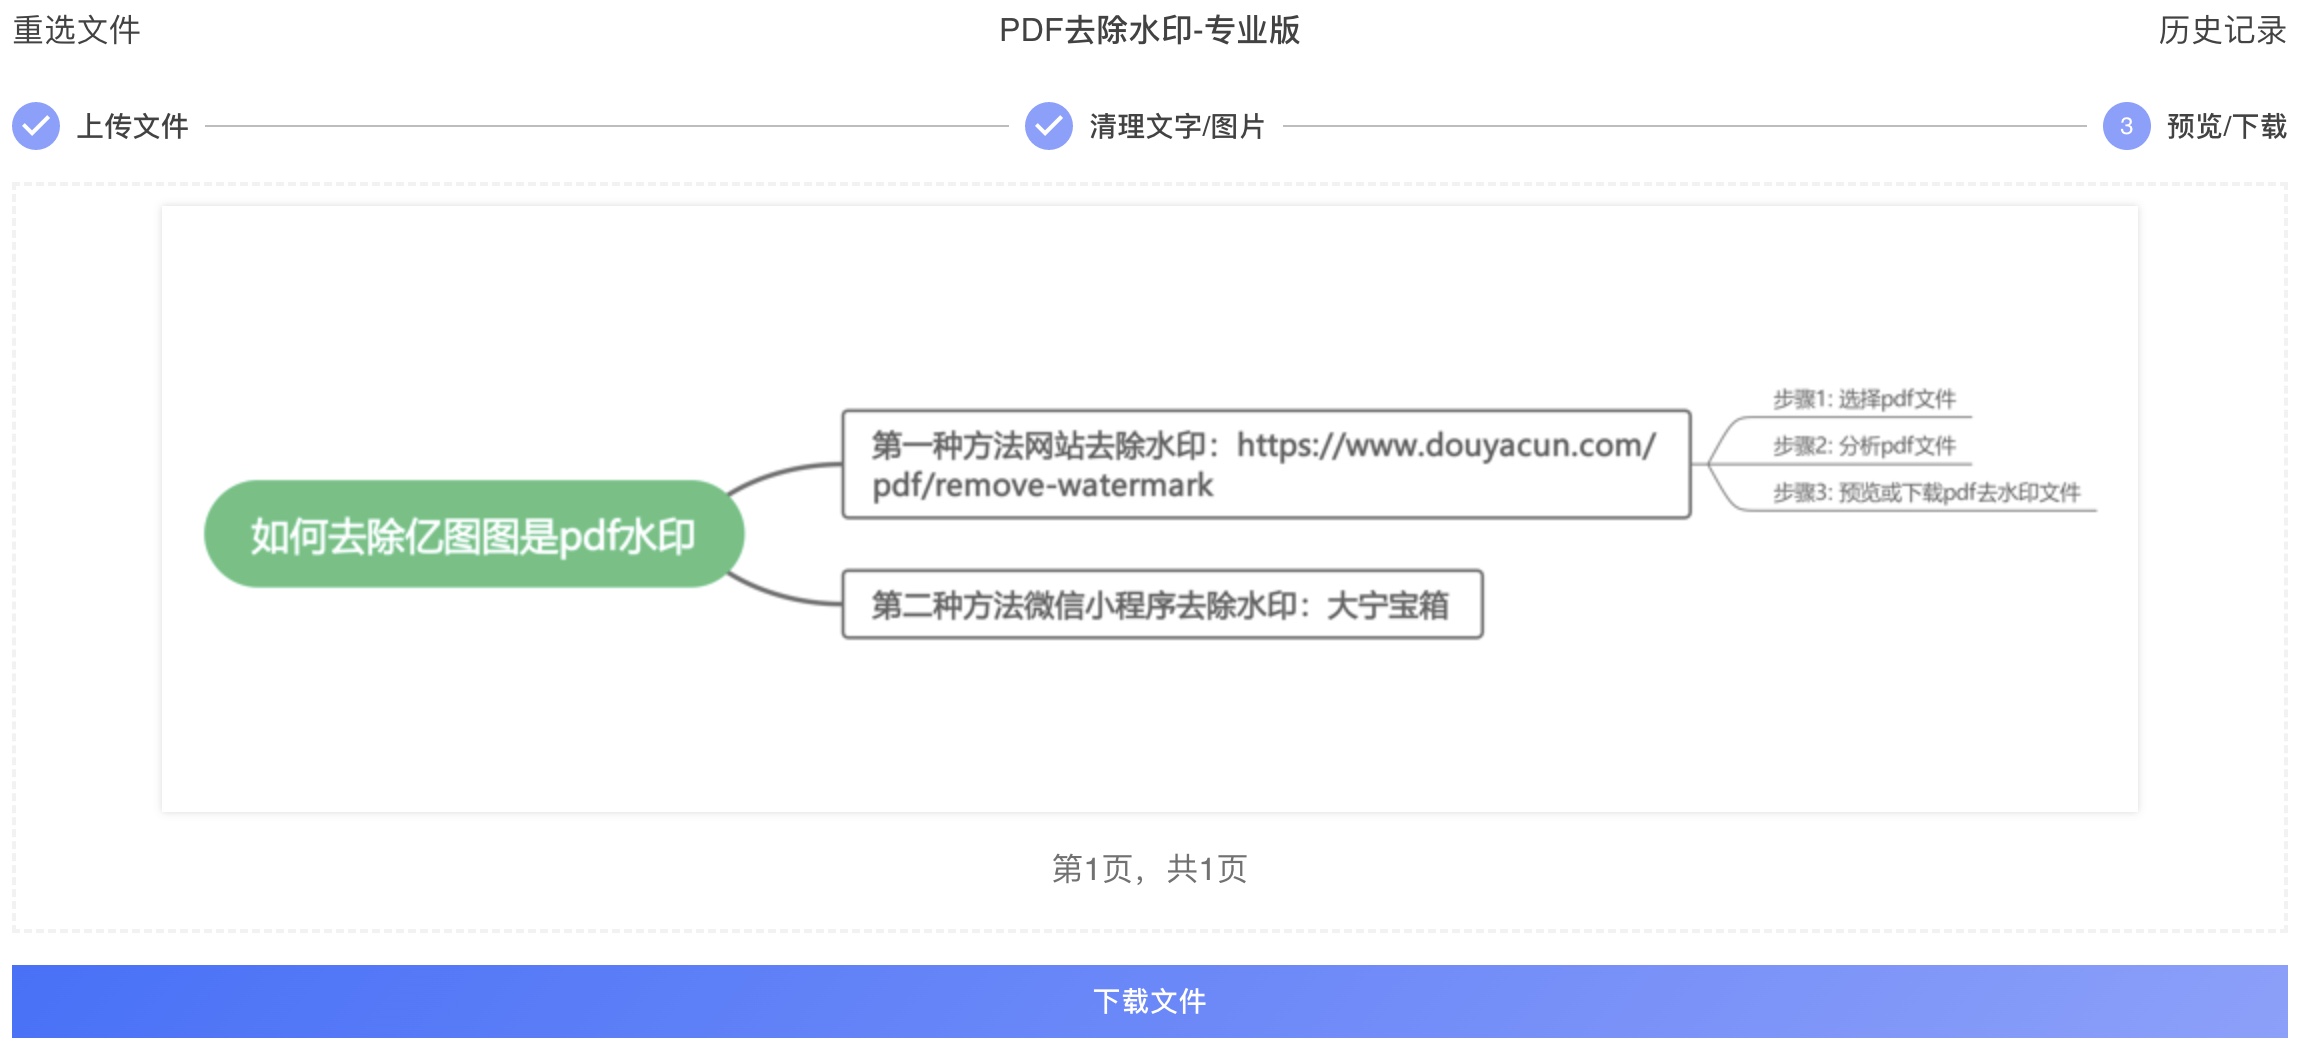 重选文件
PDF去除水印-专业版
历史记录
上传文件
清理文字/图片
3
预览/下载
如何去除亿图图是pdf水印
第一种方法网站去除水印：https://www.douyacun.com/
pdf/remove-watermark
步骤1: 选择pdf文件
步骤2: 分析pdf文件
步骤3: 预览或下载pdf去水印文件
第二种方法微信小程序去除水印：大宁宝箱
第1页，共1页
下载文件